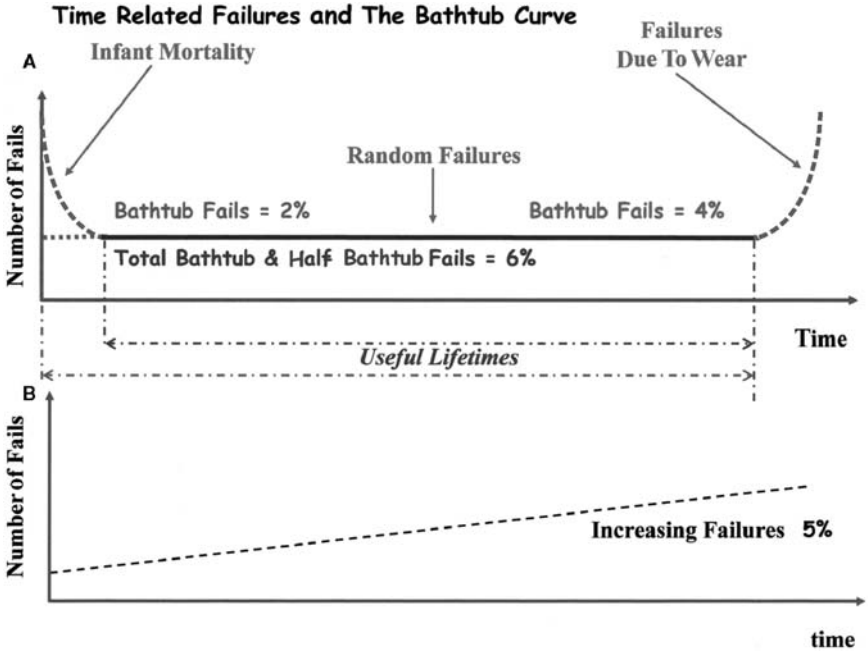 Time Related Failures and The Bathtub Curve
A
Infant Mortality
Failures
Due To Wear
Number of Fails
Random Failures
Bathtub Fails = 2%
Bathtub Fails = 4%
Total Bathtub & Half Bathtub Fails = 6%
Time
Useful Lifetimes
B
Number of Fails
Increasing Failures 5%
time